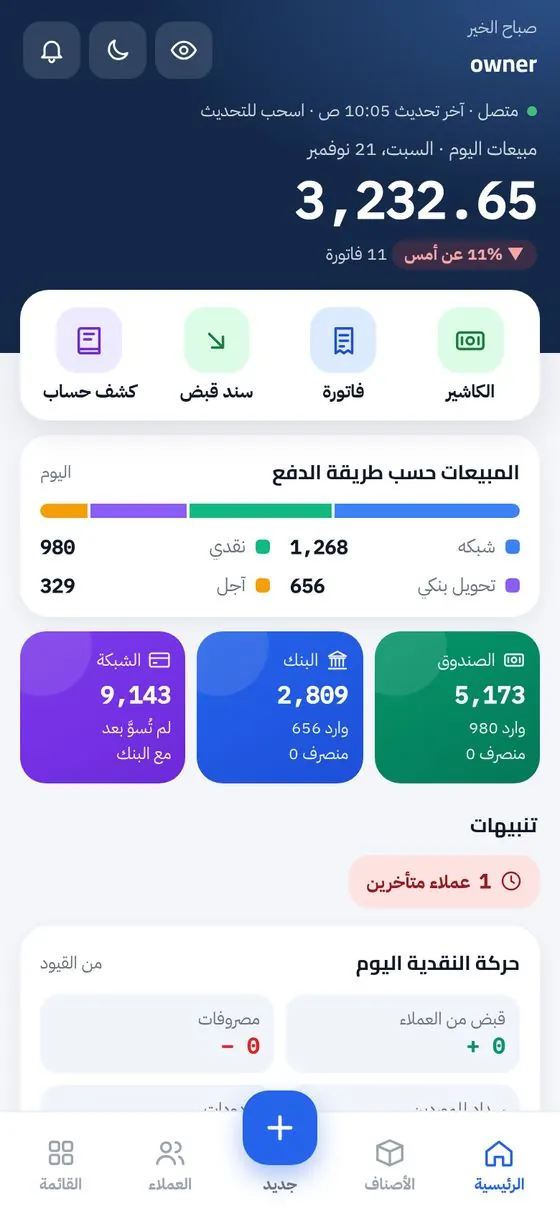 صباح الخير
owner
متصل · آخر تحديث 10:05 ص · اسحب للتحديث
مبيعات اليوم · السبت، 21 نوفمبر
3,232.65
▼ 11% عن أمس 11 فاتورة
الكاشير فاتورة سند قبض كشف حساب
المبيعات حسب طريقة الدفع اليوم
شبكه 1,268 نقدي 980
تحويل بنكي 656 آجل 329
الصندوق
5,173
وارد 980
منصرف 0
البنك
2,809
وارد 656
منصرف 0
الشبكة
9,143
لم تُسوَّ بعد
مع البنك
تنبيهات
1 عملاء متأخرين
حركة النقدية اليوم من القيود
قبض من العملاء مصروفات
+ 0 − 0
الرئيسية الأصناف جديد العملاء القائمة